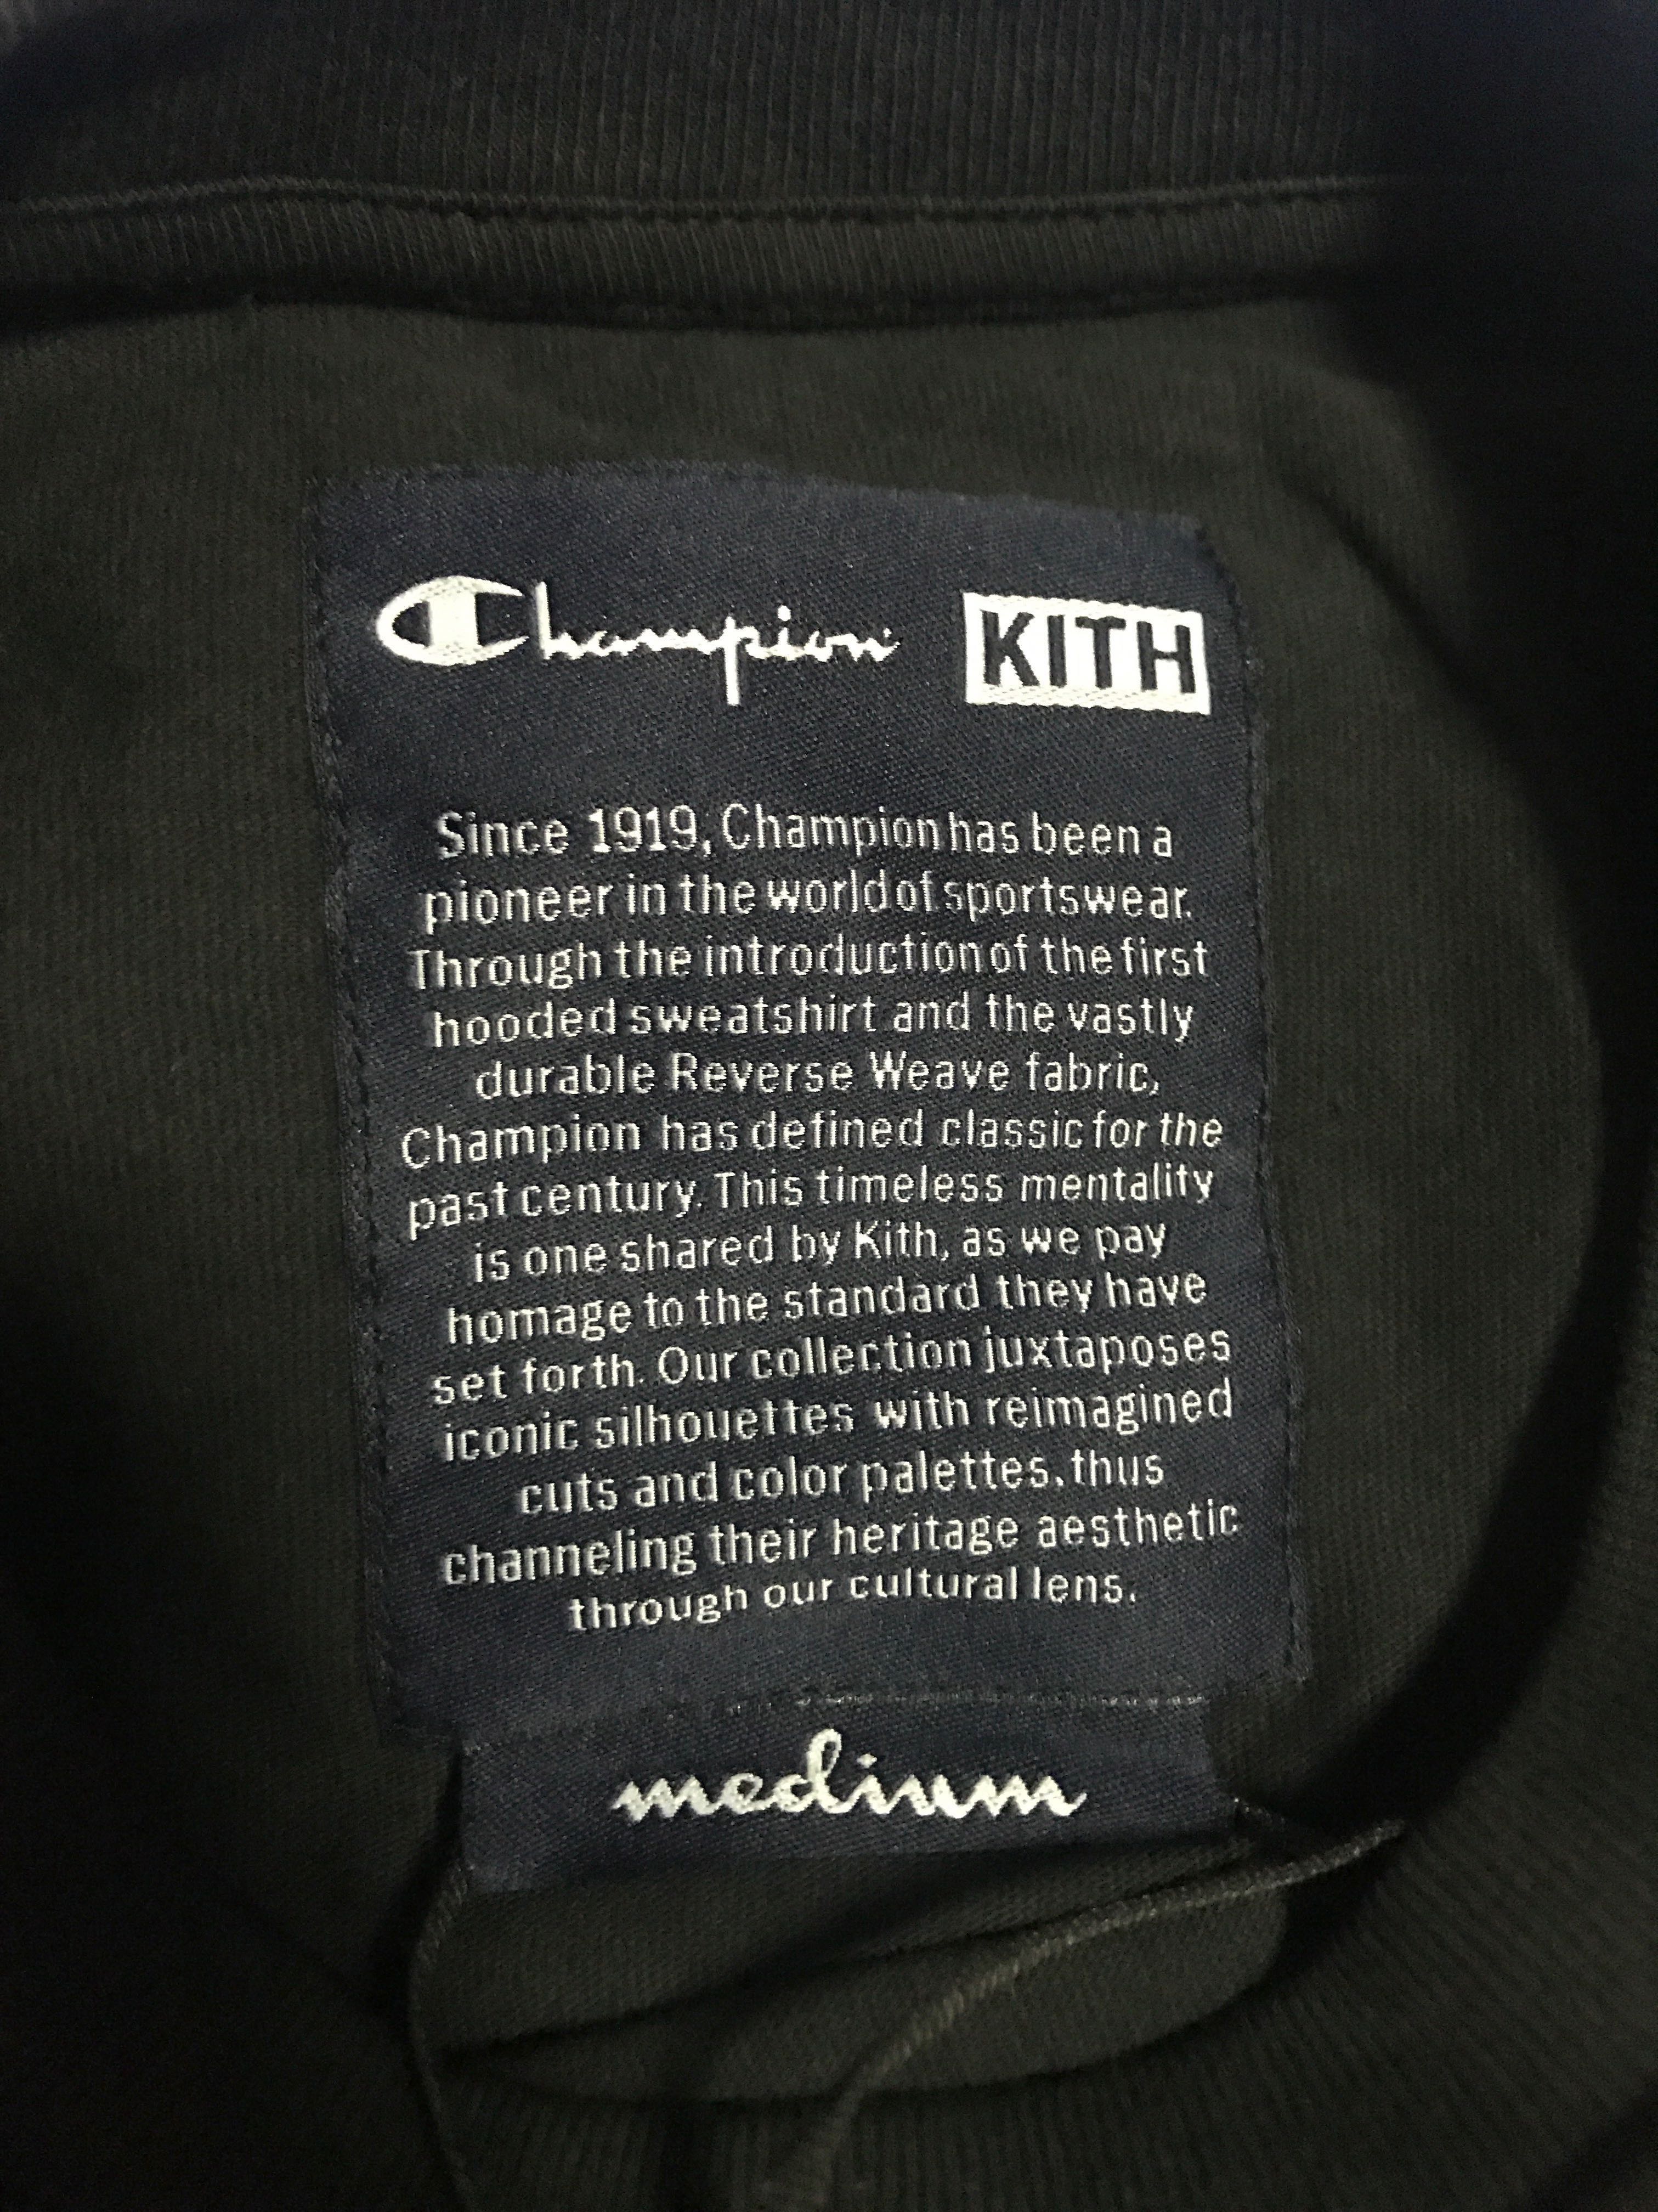 Champion KITH
Since 1919, Champion has been a
pioneer in the world of sportswear.
Through the introduction of the first
hooded sweatshirt and the vastly
durable Reverse Weave fabric,
Champion has defined classic for the
past century. This timeless mentality
is one shared by Kith, as we pay
homage to the standard they have
set forth. Our collection juxtaposes
iconic silhouettes with reimagined
cuts and color palettes, thus
channeling their heritage aesthetic
through our cultural lens.
medium